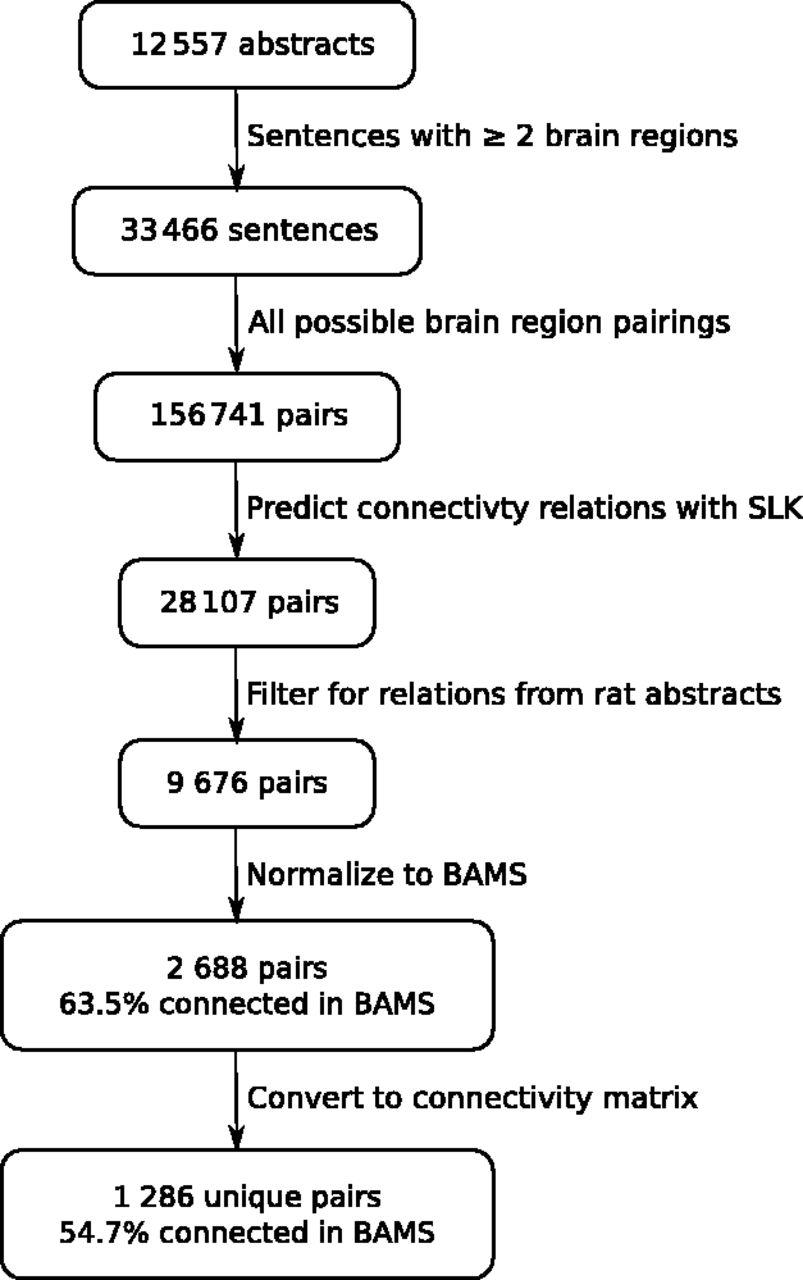 12 557 abstracts
Sentences with ≥ 2 brain regions
33 466 sentences
All possible brain region pairings
156 741 pairs
Predict connectivty relations with SLK
28 107 pairs
Filter for relations from rat abstracts
9 676 pairs
Normalize to BAMS
2 688 pairs
63.5% connected in BAMS
Convert to connectivity matrix
1 286 unique pairs
54.7% connected in BAMS